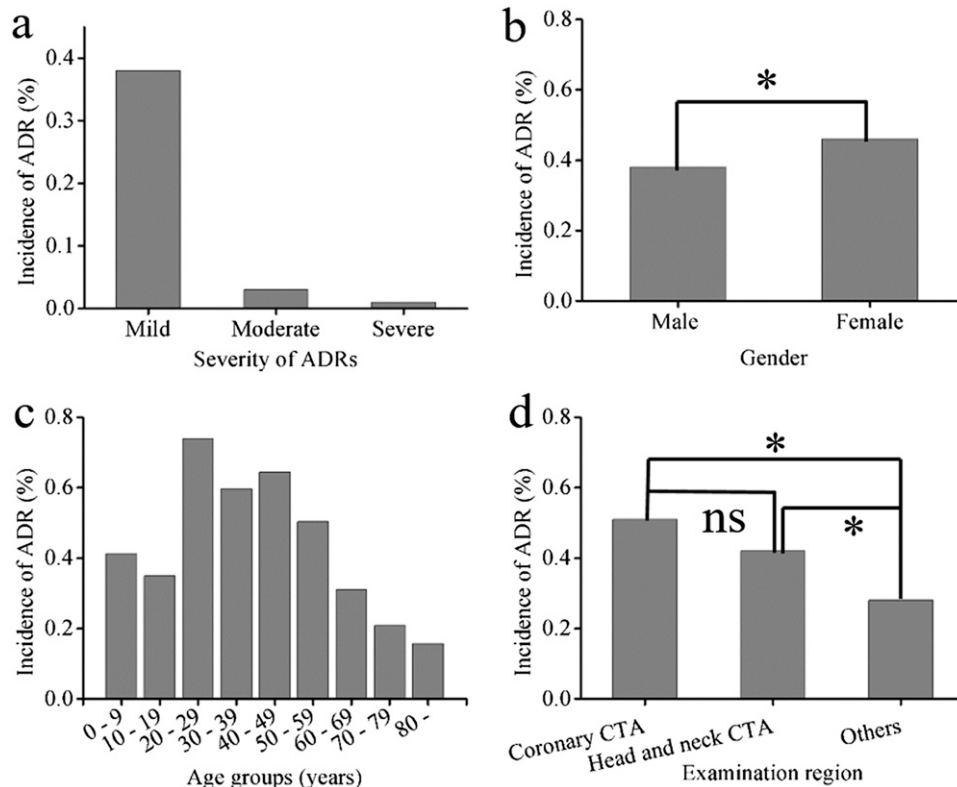 a
Incidence of ADR (%)
0.4
0.3
0.2
0.1
0.0
Mild Moderate Severe
Severity of ADRs
b
Incidence of ADR (%)
0.8
0.6
0.4
0.2
0.0
*
Male Female
Gender
c
Incidence of ADR (%)
0.8
0.6
0.4
0.2
0.0
0 - 9 10 - 19 20 - 29 30 - 39 40 - 49 50 - 59 60 - 69 70 - 79 80 -
Age groups (years)
d
Incidence of ADR (%)
0.8
0.6
0.4
0.2
0.0
*
ns
*
Coronary CTA Head and neck CTA Others
Examination region